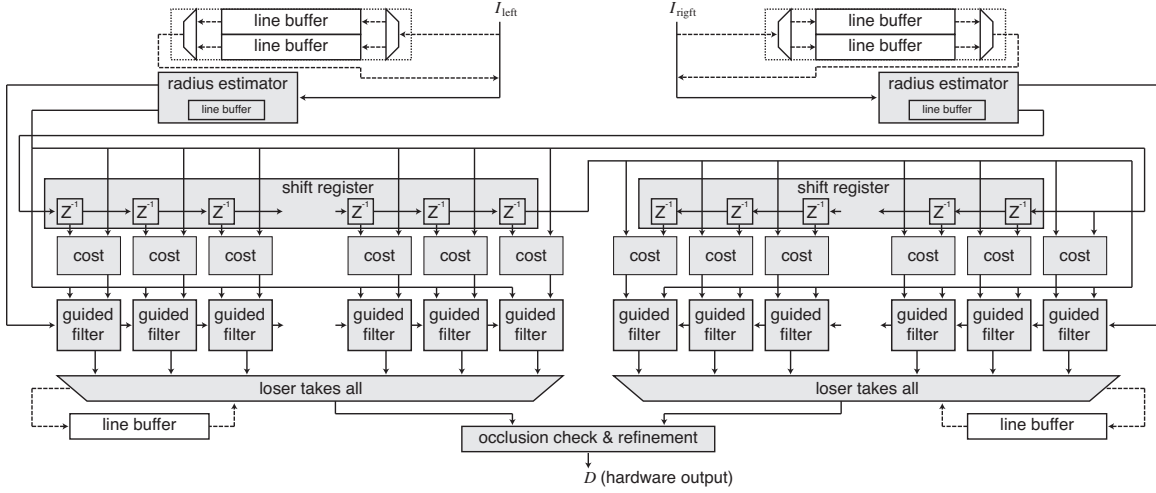 line buffer
line buffer
I_left
I_rigft
line buffer
line buffer
radius estimator
line buffer
radius estimator
line buffer
shift register
Z⁻¹ Z⁻¹ Z⁻¹ Z⁻¹ Z⁻¹ Z⁻¹
shift register
Z⁻¹ Z⁻¹ Z⁻¹ Z⁻¹ Z⁻¹
cost cost cost cost cost cost
cost cost cost cost cost cost
guided guided guided guided guided guided
filter filter filter filter filter filter
guided guided guided guided guided guided
filter filter filter filter filter filter
loser takes all
loser takes all
line buffer
line buffer
occlusion check & refinement
D (hardware output)